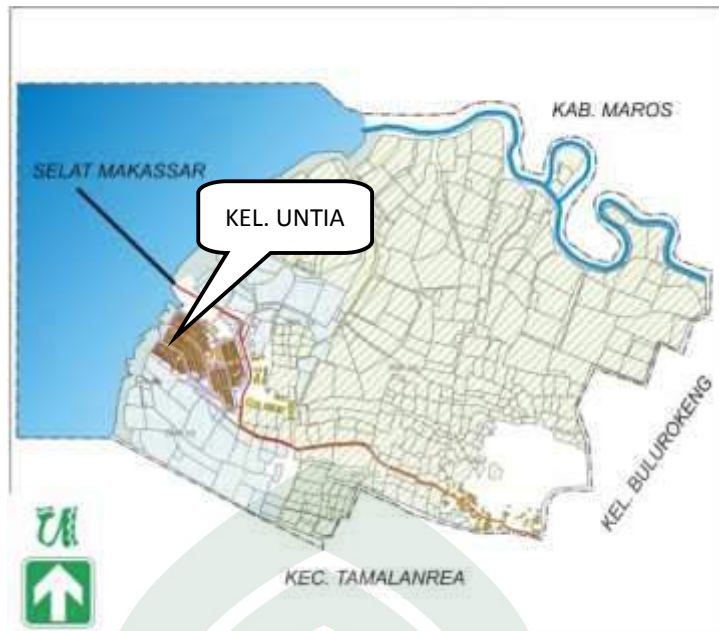 KAB. MAROS
SELAT MAKASSAR
KEL. UNTIA
KEL. BULUROKENG
KEC. TAMALANREA